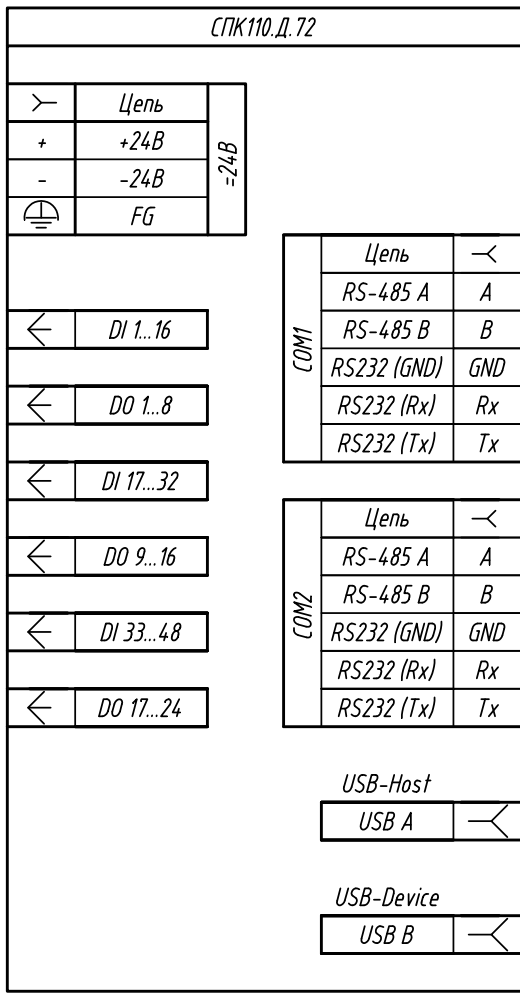 СПК110.Д.72
Цепь
+ +24В
- -24В
FG
=24В
DI 1...16
DO 1...8
DI 17...32
DO 9...16
DI 33...48
DO 17...24
COM1
Цепь
RS-485 A A
RS-485 B B
RS232 (GND) GND
RS232 (Rx) Rx
RS232 (Tx) Tx
COM2
Цепь
RS-485 A A
RS-485 B B
RS232 (GND) GND
RS232 (Rx) Rx
RS232 (Tx) Tx
USB-Host
USB A
USB-Device
USB B